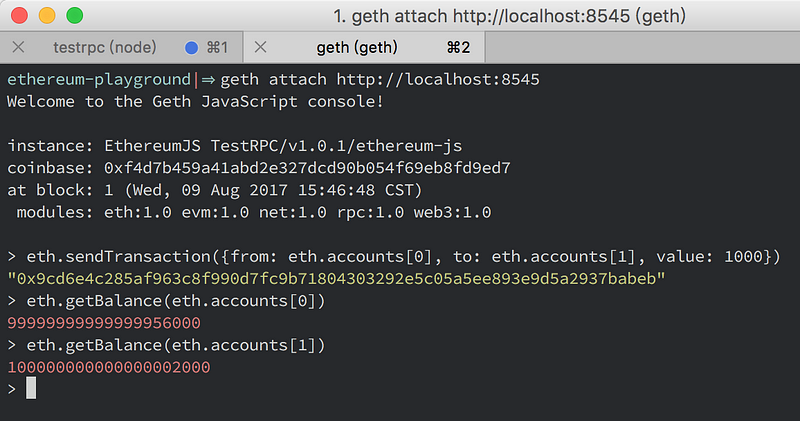 1. geth attach http://localhost:8545 (geth)
testrpc (node) ⌘1 geth (geth) ⌘2
ethereum-playground|⇒ geth attach http://localhost:8545
Welcome to the Geth JavaScript console!
instance: EthereumJS TestRPC/v1.0.1/ethereum-js
coinbase: 0xf4d7b459a41abd2e327dcd90b054f69eb8fd9ed7
at block: 1 (Wed, 09 Aug 2017 15:46:48 CST)
modules: eth:1.0 evm:1.0 net:1.0 rpc:1.0 web3:1.0
> eth.sendTransaction({from: eth.accounts[0], to: eth.accounts[1], value: 1000})
"0x9cd6e4c285af963c8f990d7fc9b71804303292e5c05a5ee893e9d5a2937babeb"
> eth.getBalance(eth.accounts[0])
99999999999999956000
> eth.getBalance(eth.accounts[1])
100000000000000002000
>